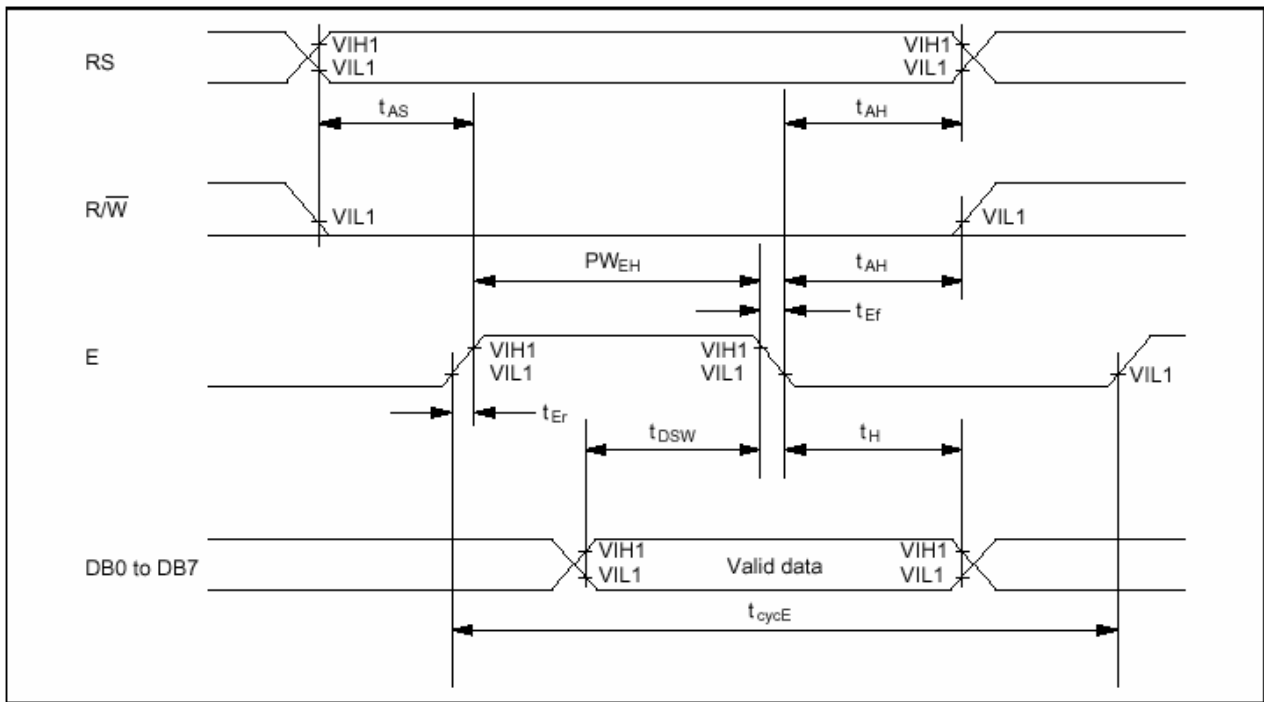 RS
VIH1
VIL1
VIH1
VIL1
tAS
tAH
R/W̅
VIL1
VIL1
PWEH
tAH
tEf
E
VIH1
VIL1
VIH1
VIL1
VIL1
tEr
tDSW
tH
DB0 to DB7
VIH1
VIL1
Valid data
VIH1
VIL1
tcycE